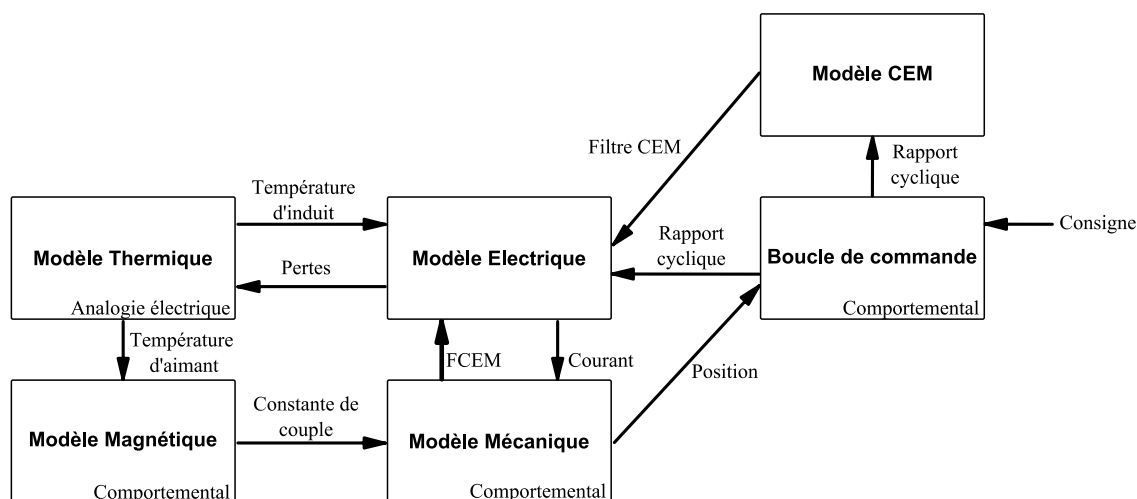 Modèle CEM
Filtre CEM
Rapport
cyclique
Température
d'induit
Consigne
Modèle Thermique
Modèle Electrique
Rapport
cyclique
Boucle de commande
Pertes
Analogie électrique
Comportemental
Température
d'aimant
FCEM
Courant
Position
Constante de
couple
Modèle Magnétique
Modèle Mécanique
Comportemental
Comportemental